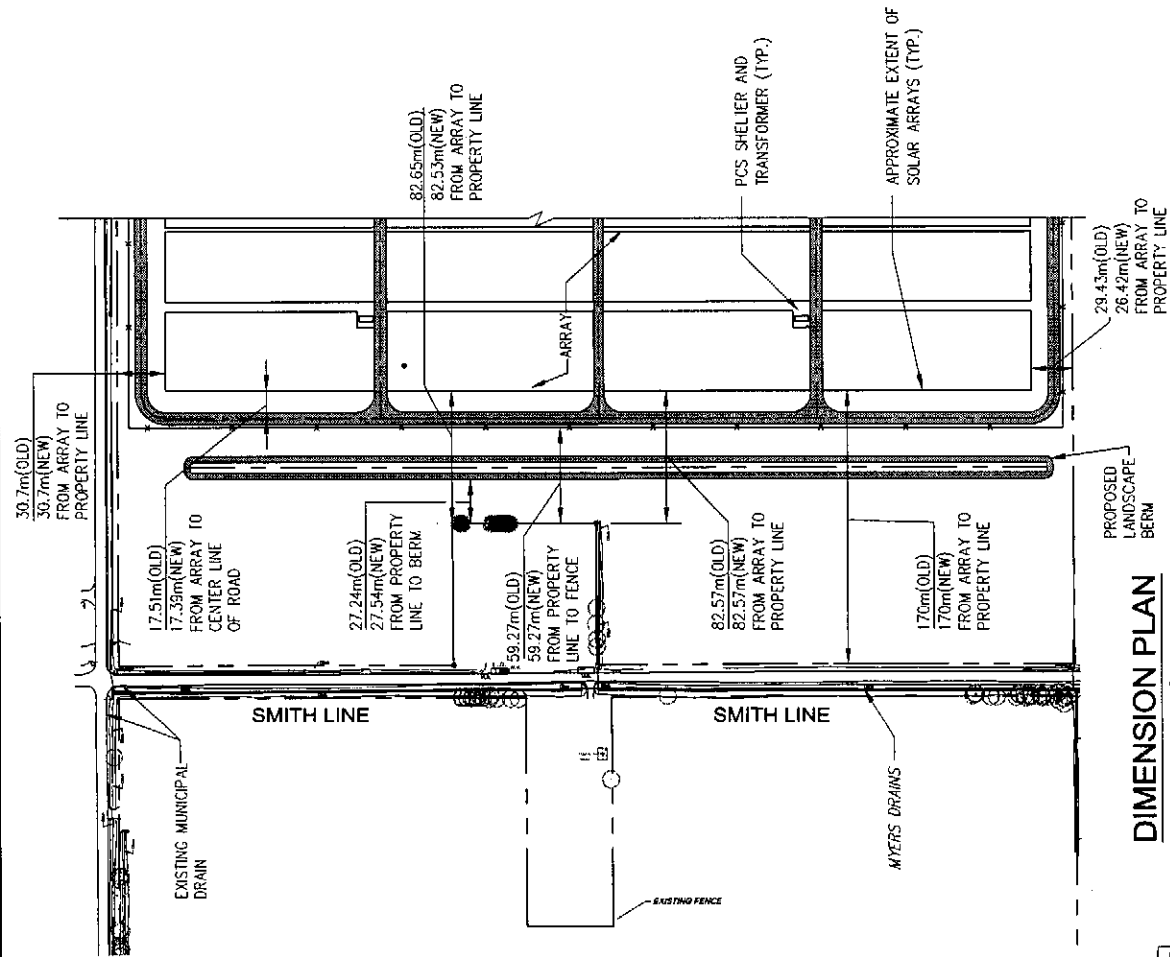 30.7m(OLD)
30.7m(NEW)
FROM ARRAY TO
PROPERTY LINE
17.51m(OLD)
17.39m(NEW)
FROM ARRAY TO
CENTER LINE
OF ROAD
27.24m(OLD)
27.54m(NEW)
FROM PROPERTY
LINE TO BERM
59.27m(OLD)
59.27m(NEW)
FROM PROPERTY
LINE TO FENCE
82.57m(OLD)
82.57m(NEW)
FROM ARRAY TO
PROPERTY LINE
170m(OLD)
170m(NEW)
FROM ARRAY TO
PROPERTY LINE
82.65m(OLD)
82.53m(NEW)
FROM ARRAY TO
PROPERTY LINE
ARRAY
PCS SHELTER AND
TRANSFORMER (TYP.)
APPROXIMATE EXTENT OF
SOLAR ARRAYS (TYP.)
29.43m(OLD)
26.42m(NEW)
FROM ARRAY TO
PROPERTY LINE
PROPOSED
LANDSCAPE
BERM
SMITH LINE
SMITH LINE
EXISTING MUNICIPAL
DRAIN
MYERS DRAINS
EXISTING FENCE
DIMENSION PLAN